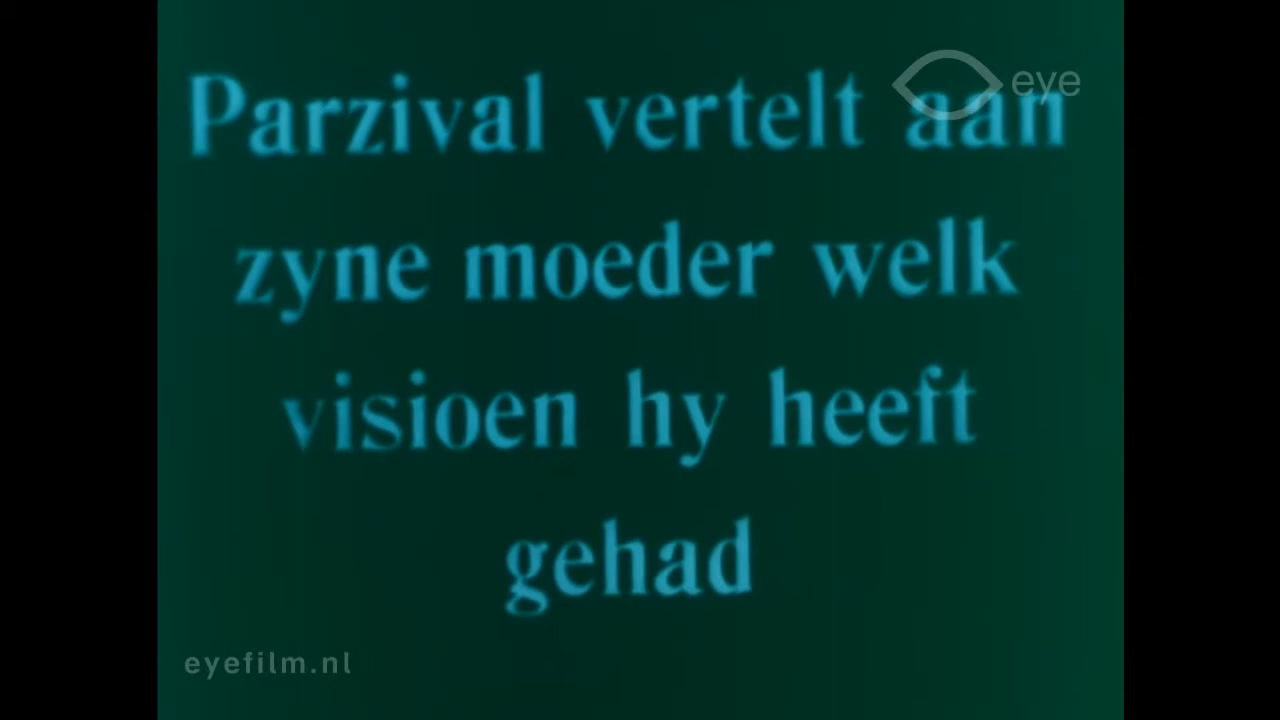 Parzival vertelt aan
zyne moeder welk
visioen hy heeft
gehad
eye
eyefilm.nl